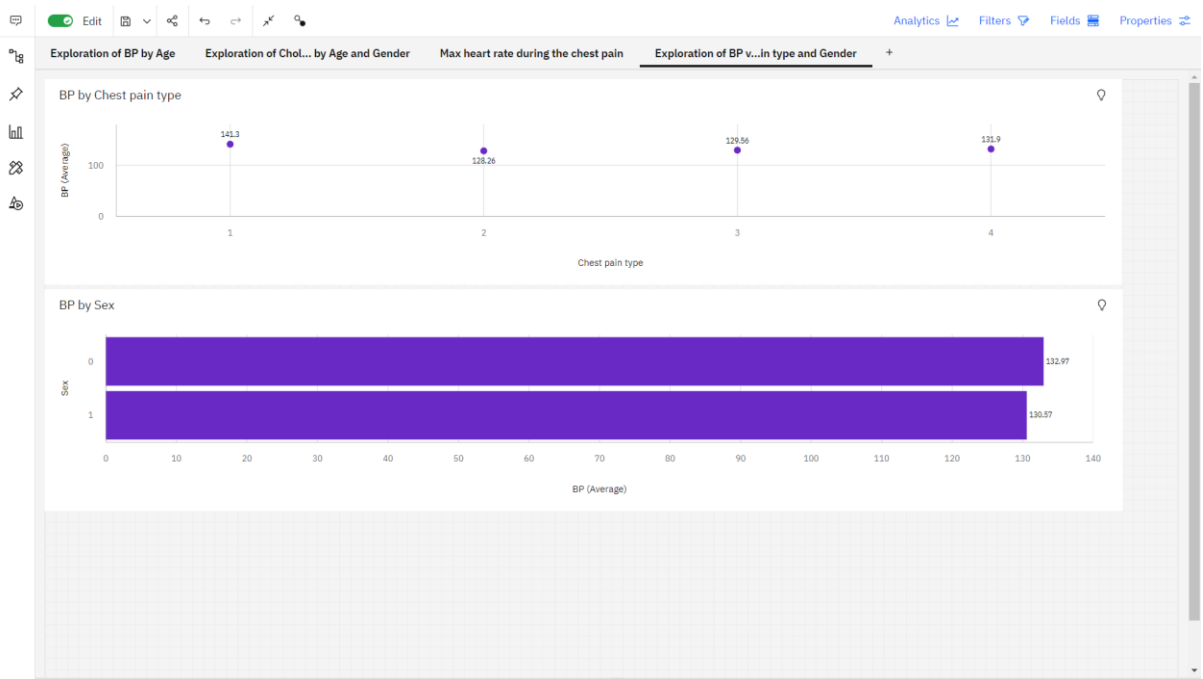 Edit
Analytics
Filters
Fields
Properties
Exploration of BP by Age
Exploration of Chol... by Age and Gender
Max heart rate during the chest pain
Exploration of BP v...in type and Gender
+
BP by Chest pain type
BP (Average)
100
0
141.3
128.26
129.56
131.9
1 2 3 4
Chest pain type
BP by Sex
Sex
0
132.97
1
130.57
0 10 20 30 40 50 60 70 80 90 100 110 120 130 140
BP (Average)